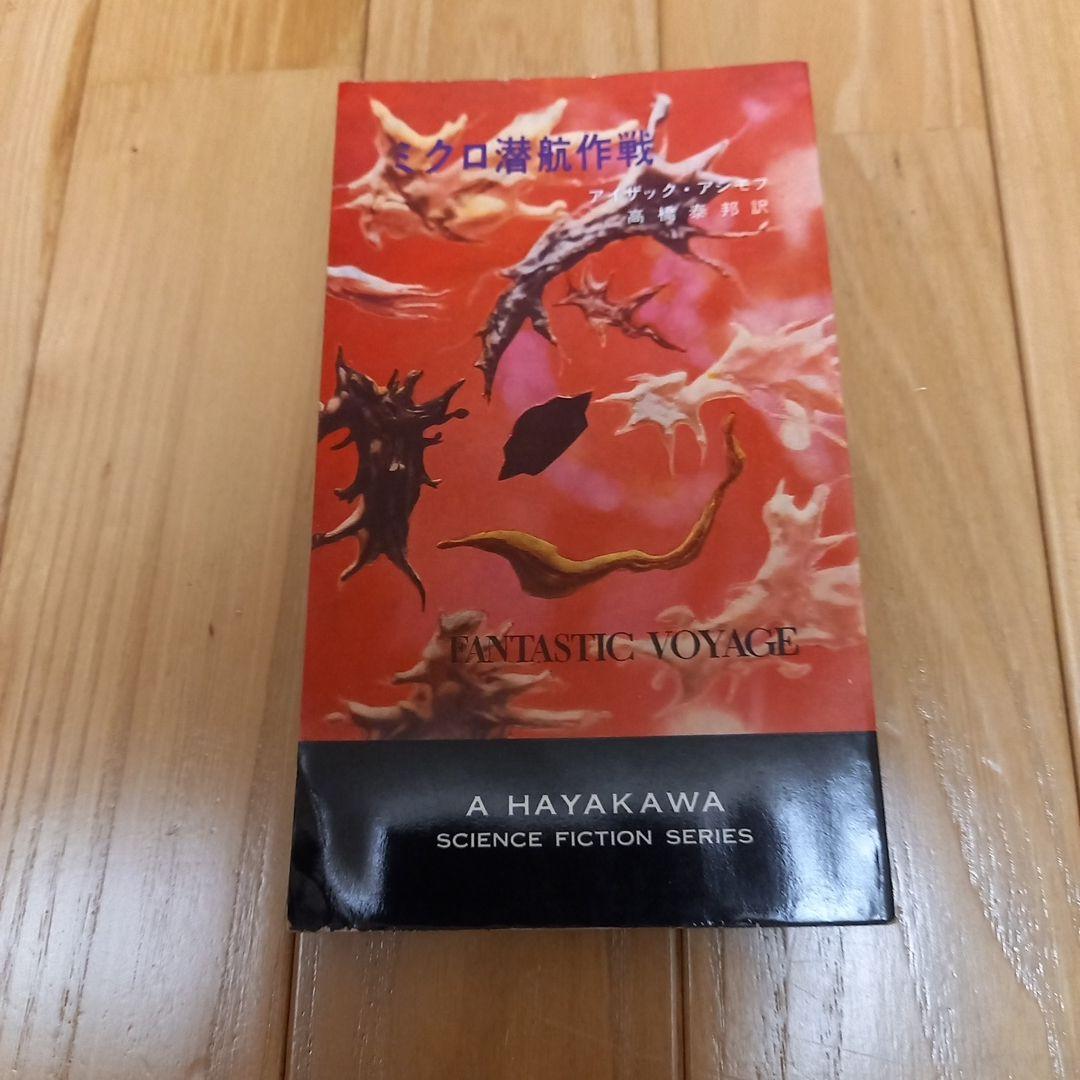 ミクロ潜航作戦
アイザック・アシモフ
高橋泰邦訳
FANTASTIC VOYAGE
A HAYAKAWA
SCIENCE FICTION SERIES